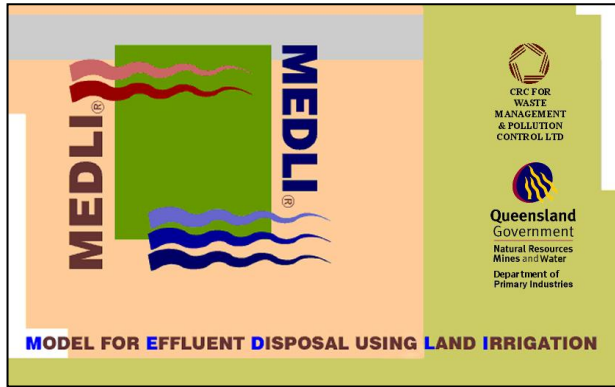 MEDLI®
MEDLI®
CRC FOR
WASTE
MANAGEMENT
& POLLUTION
CONTROL LTD
Queensland
Government
Natural Resources
Mines and Water
Department of
Primary Industries
MODEL FOR EFFLUENT DISPOSAL USING LAND IRRIGATION